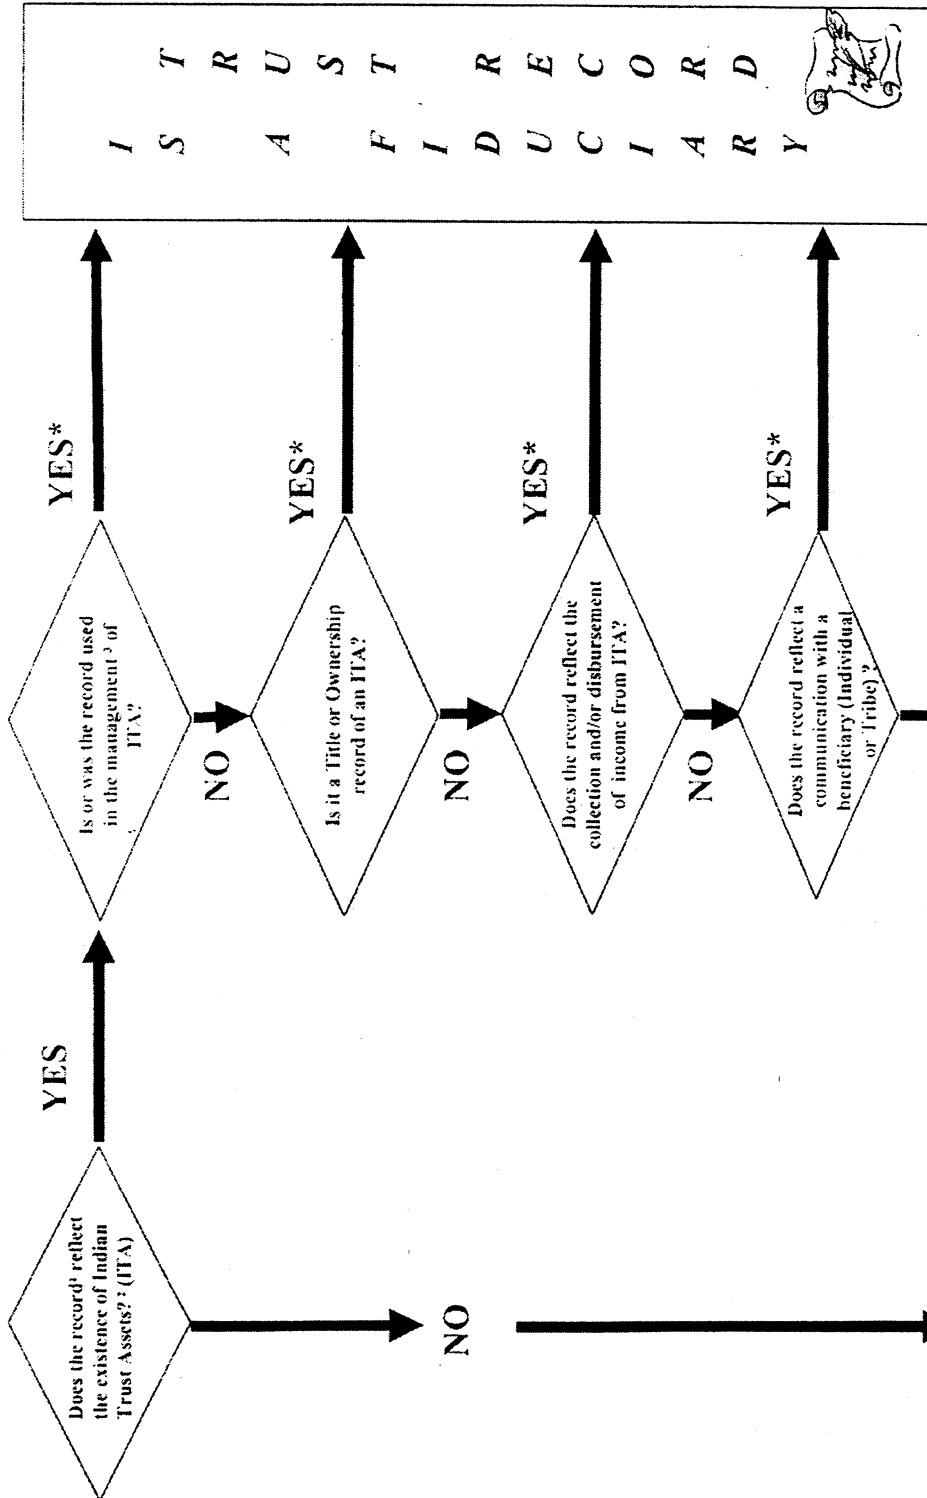 Does the record¹ reflect
the existence of Indian
Trust Assets? ² (ITA)
YES
NO
Is or was the record used
in the management ³ of
ITA?
YES*
NO
Is it a Title or Ownership
record of an ITA?
YES*
NO
Does the record reflect the
collection and/or disbursement
of income from ITA?
YES*
NO
Does the record reflect a
communication with a
beneficiary (Individual
or Tribe) ?
YES*
I S A F I D U C I A R Y
T R U S T R E C O R D